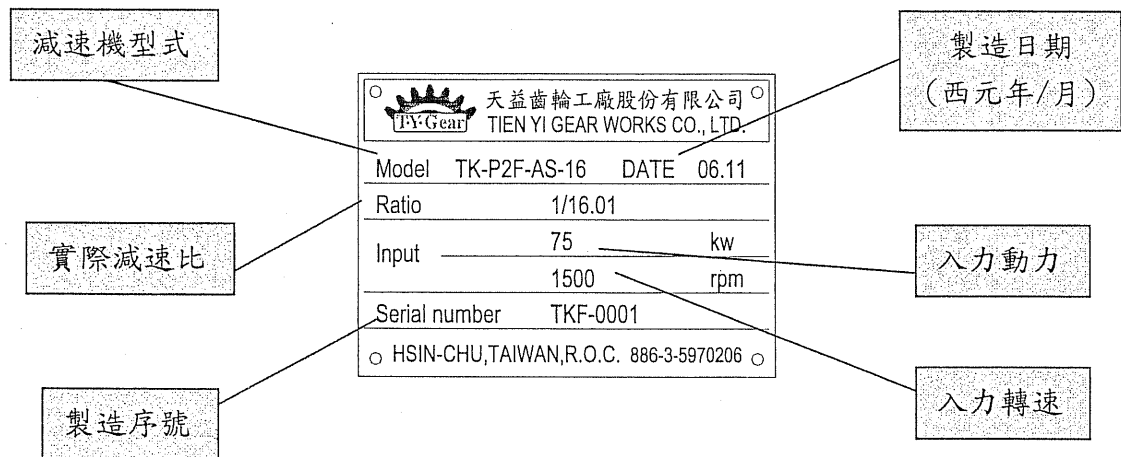 減速機型式
製造日期
(西元年/月)
T·Y·Gear
天益齒輪工廠股份有限公司
TIEN YI GEAR WORKS CO., LTD.
Model TK-P2F-AS-16 DATE 06.11
Ratio 1/16.01
實際減速比
Input
75 kw
1500 rpm
入力動力
Serial number TKF-0001
HSIN-CHU,TAIWAN,R.O.C. 886-3-5970206
製造序號
入力轉速